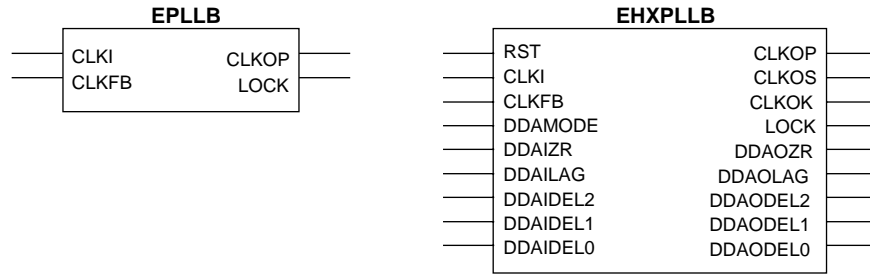 EPLLB
CLKI CLKOP
CLKFB LOCK
EHXPLLB
RST CLKOP
CLKI CLKOS
CLKFB CLKOK
DDAMODE LOCK
DDAIZR DDAOZR
DDAILAG DDAOLAG
DDAIDEL2 DDAODEL2
DDAIDEL1 DDAODEL1
DDAIDEL0 DDAODEL0